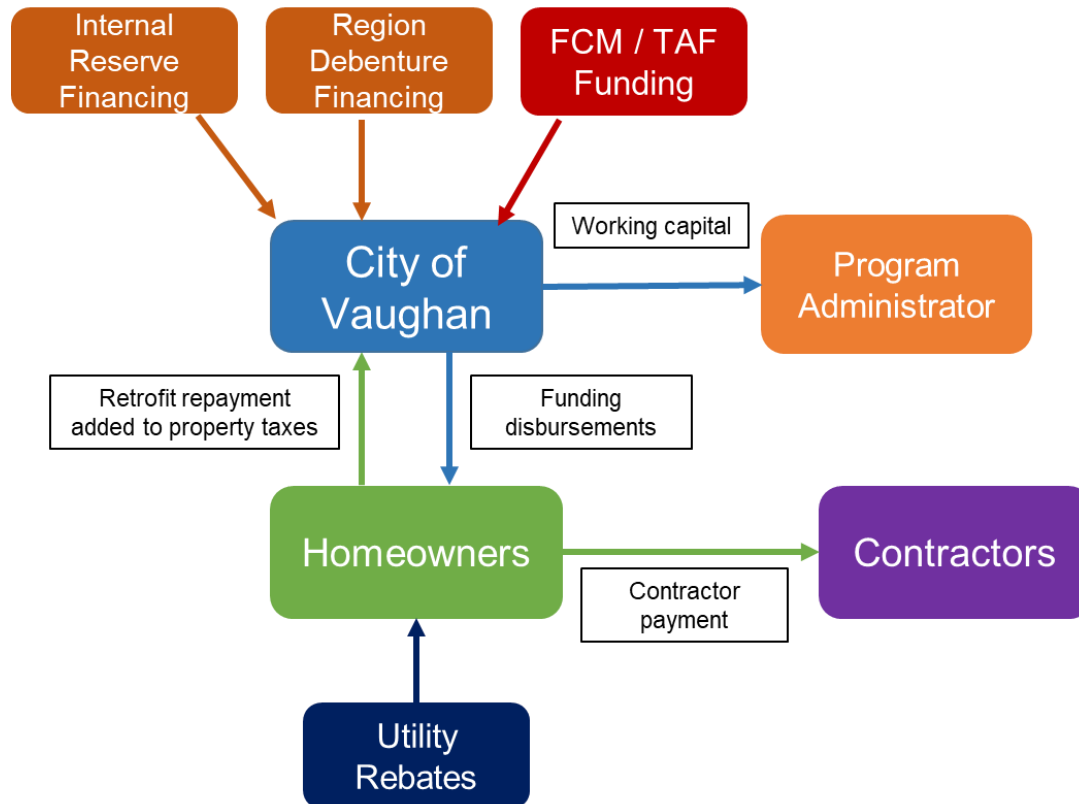 Internal
Reserve
Financing
Region
Debenture
Financing
FCM / TAF
Funding
Working capital
City of
Vaughan
Program
Administrator
Retrofit repayment
added to property taxes
Funding
disbursements
Homeowners
Contractors
Contractor
payment
Utility
Rebates